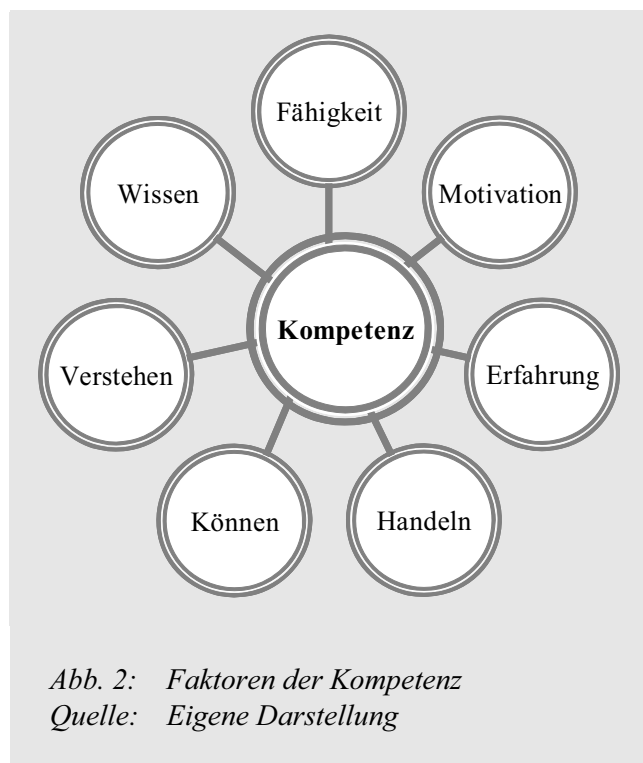 Fähigkeit
Wissen
Motivation
Kompetenz
Verstehen
Erfahrung
Können
Handeln
Abb. 2: Faktoren der Kompetenz
Quelle: Eigene Darstellung